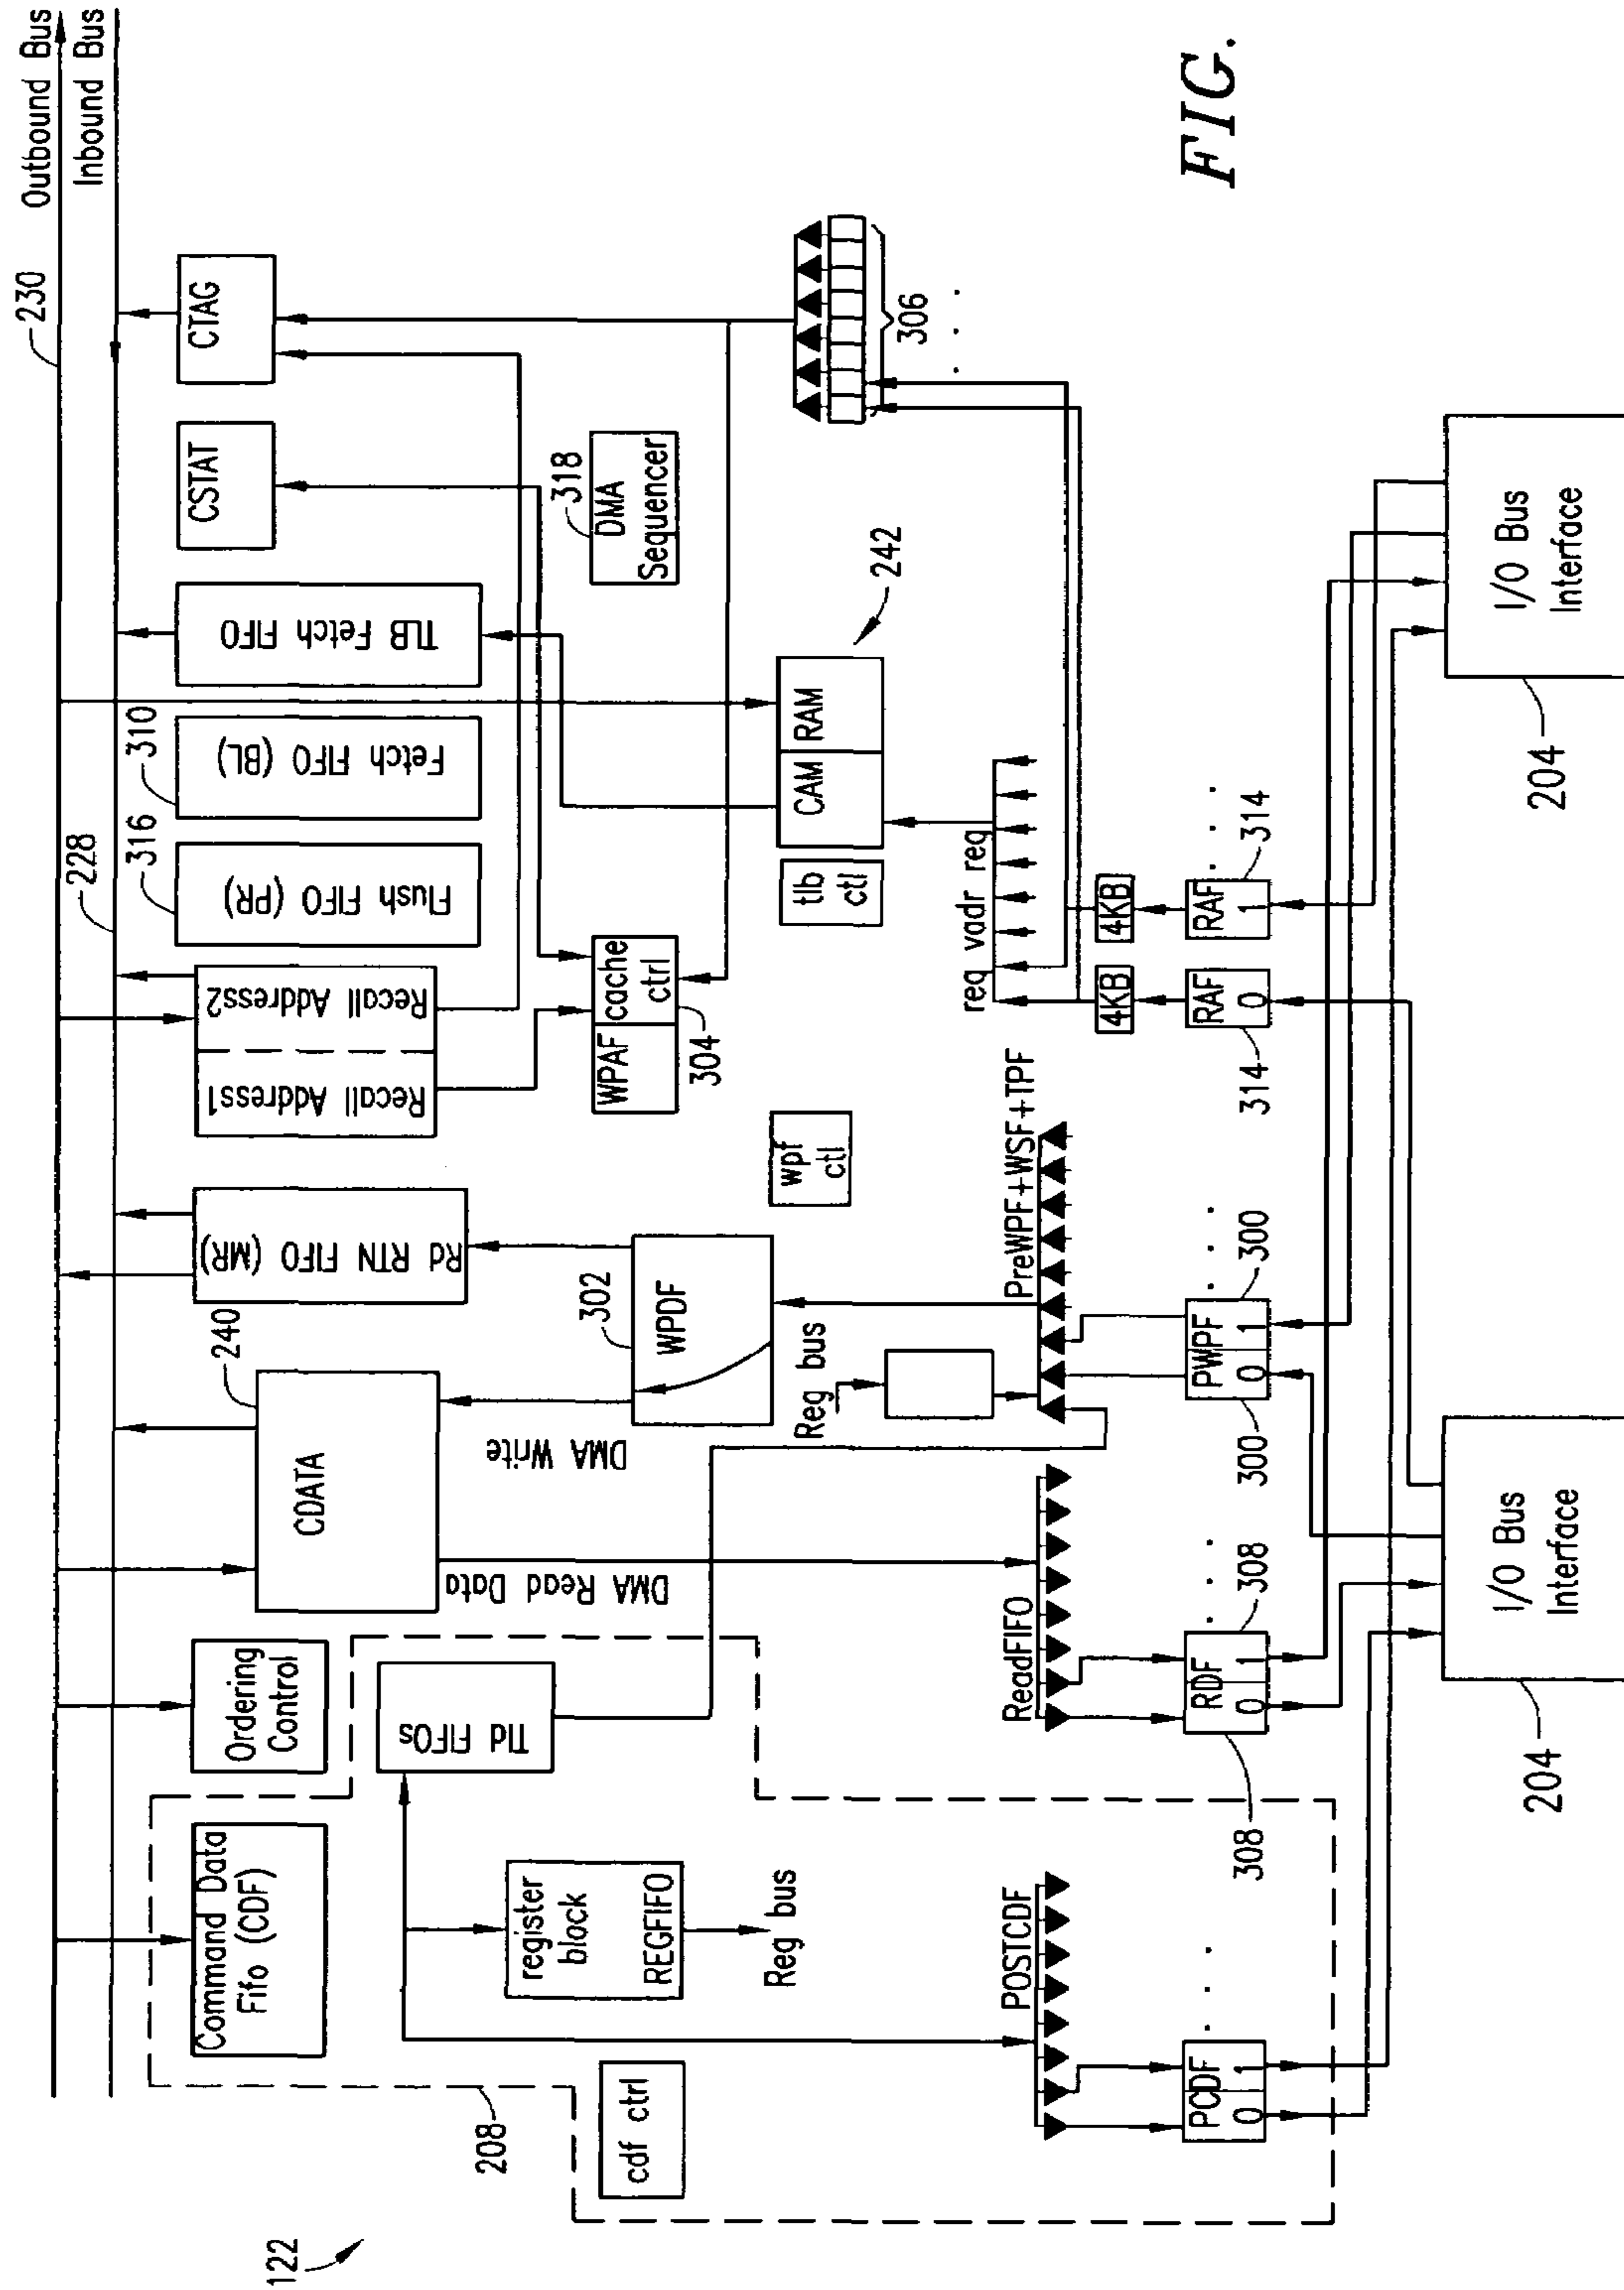 Outbound Bus
Inbound Bus
230
228
122
208
Command Data
Fifo (CDF)
Ordering
Control
CDATA
240
Rd RTN FIFO (MR)
Recall Address1
Recall Address2
Flush FIFO (PR)
316
Fetch FIFO (BL)
310
TLB Fetch FIFO
CSTAT
CTAG
Tld FIFOs
register
block
REGFIFO
Reg bus
cdf ctrl
DMA Read Data
DMA Write
302
WPDF
WPAF
cache
ctrl
304
318
DMA
Sequencer
wpf
ctl
tlb
ctl
CAM
RAM
242
306
. . .
Reg bus
POSTCDF
ReadFIFO
PreWPF+WSF+TPF
req vadr req
4KB
4KB
PCDF
0 1
. . .
RDF
0 1
308
308
. . .
PWPF
0 1
300
300
. . .
RAF
0
314
RAF
1
314
. . .
I/O Bus
Interface
204
I/O Bus
Interface
204
FIG.